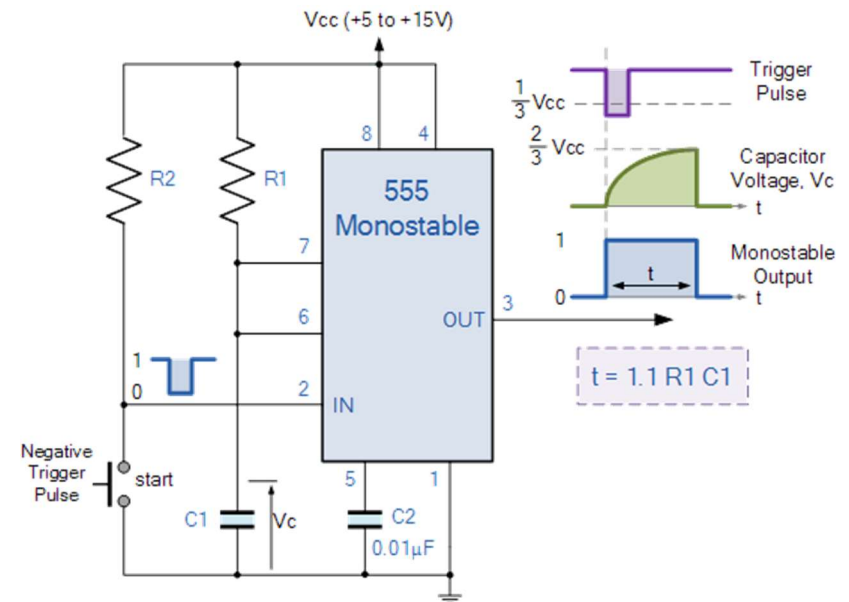 Vcc (+5 to +15V)
8
4
R2
R1
555
Monostable
7
6
OUT
3
1
0
2
IN
Negative
Trigger
Pulse
start
C1
Vc
5
1
C2
0.01µF
1/3 Vcc
Trigger
Pulse
2/3 Vcc
Capacitor
Voltage, Vc
t
1
0
t
t
Monostable
Output
t = 1.1 R1 C1